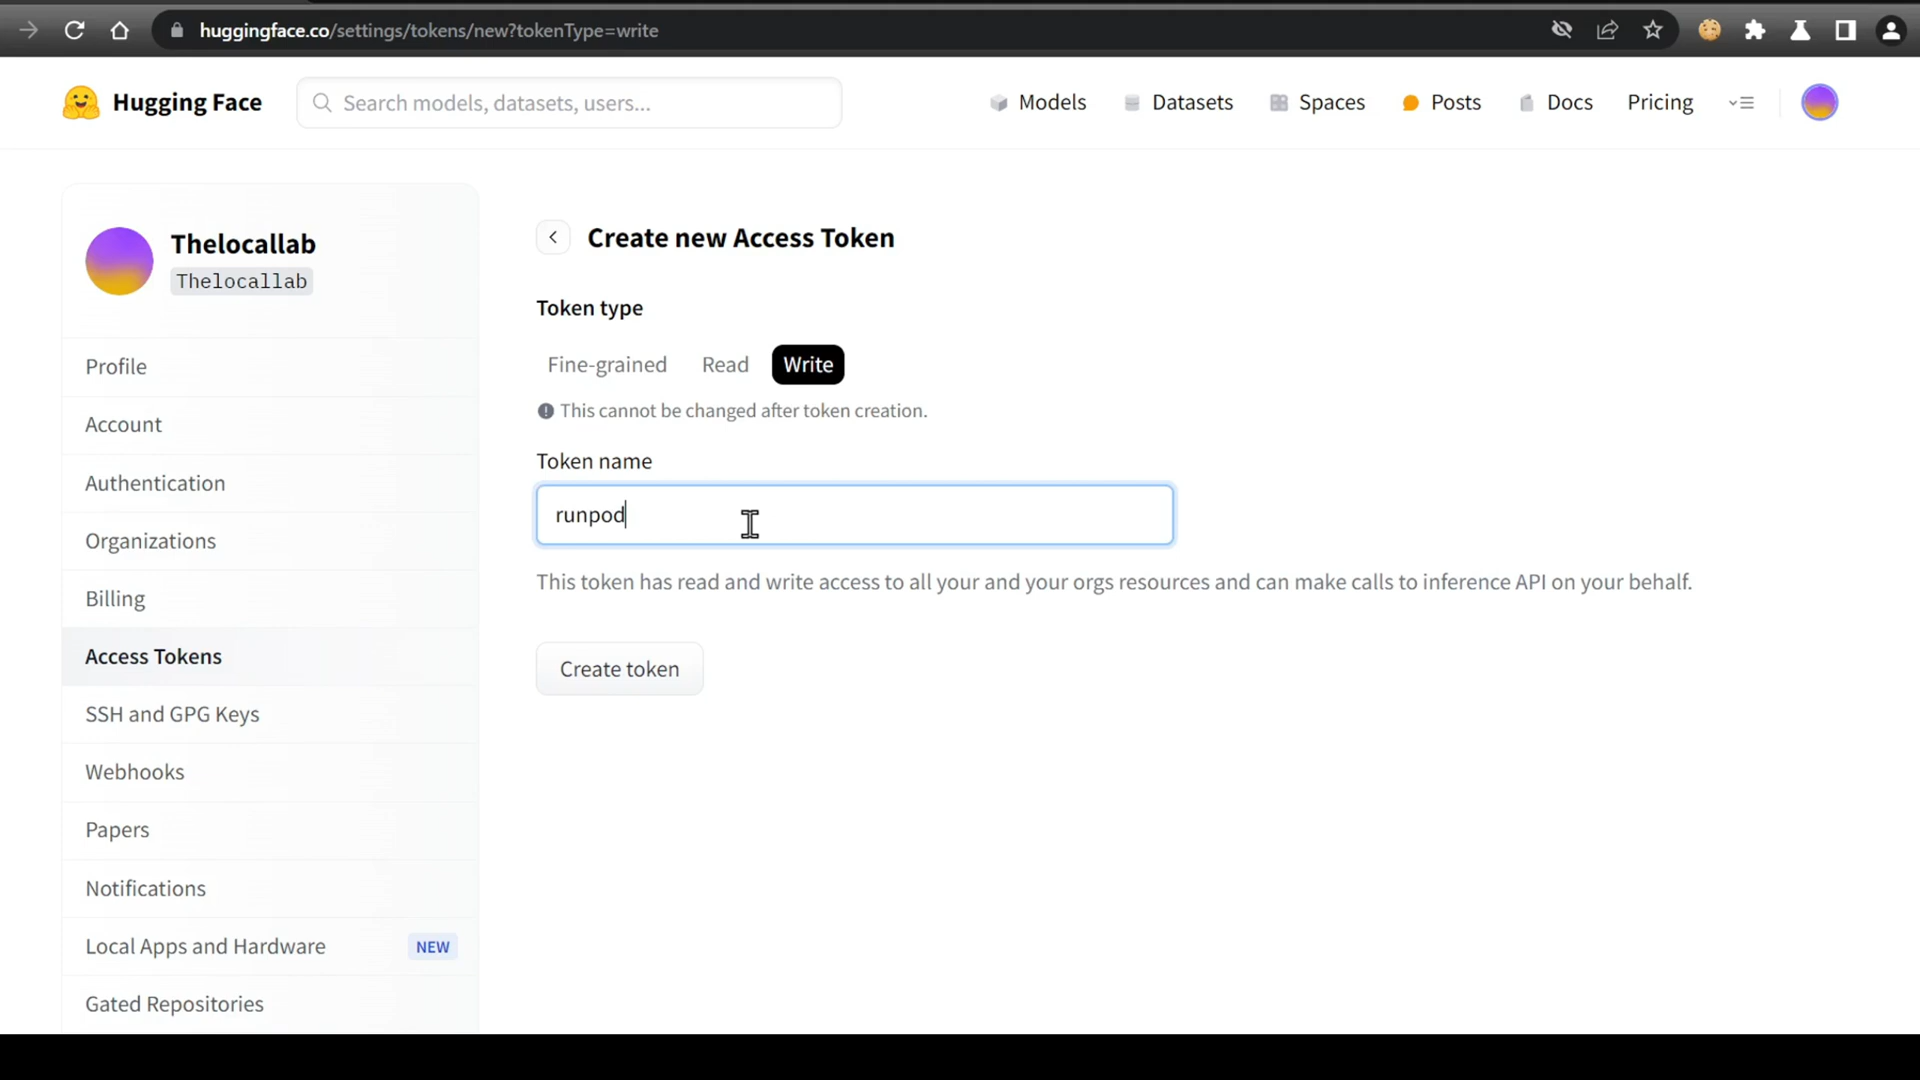 huggingface.co/settings/tokens/new?tokenType=write
Hugging Face
Search models, datasets, users...
Models
Datasets
Spaces
Posts
Docs
Pricing
Thelocallab
Thelocallab
Profile
Account
Authentication
Organizations
Billing
Access Tokens
SSH and GPG Keys
Webhooks
Papers
Notifications
Local Apps and Hardware NEW
Gated Repositories
Create new Access Token
Token type
Fine-grained Read Write
This cannot be changed after token creation.
Token name
runpod
This token has read and write access to all your and your orgs resources and can make calls to inference API on your behalf.
Create token